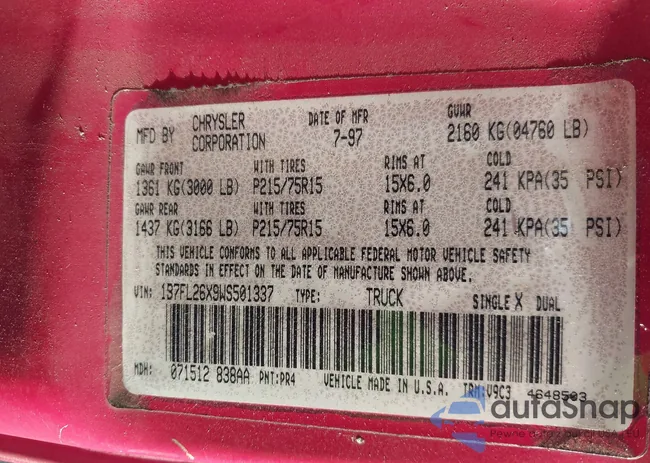 MFD BY CHRYSLER CORPORATION DATE OF MFR 7-97 GVWR 2160 KG(04760 LB)
GAWR FRONT WITH TIRES RIMS AT COLD
1361 KG(3000 LB) P215/75R15 15X6.0 241 KPA(35 PSI)
GAWR REAR WITH TIRES RIMS AT COLD
1437 KG(3166 LB) P215/75R15 15X6.0 241 KPA(35 PSI)
THIS VEHICLE CONFORMS TO ALL APPLICABLE FEDERAL MOTOR VEHICLE SAFETY
STANDARDS IN EFFECT ON THE DATE OF MANUFACTURE SHOWN ABOVE.
VIN: 1B7FL26X9WS501337 TYPE: TRUCK SINGLE X DUAL
MDH: 071512 838AA PNT:PR4 VEHICLE MADE IN U.S.A. TRM:V9C3 4648503
autaShap